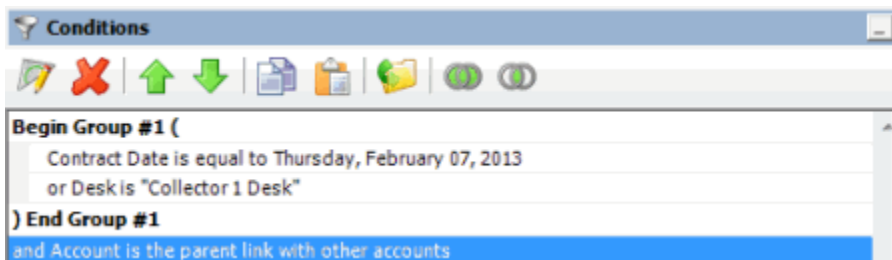 Conditions
Begin Group #1 (
Contract Date is equal to Thursday, February 07, 2013
or Desk is "Collector 1 Desk"
) End Group #1
and Account is the parent link with other accounts